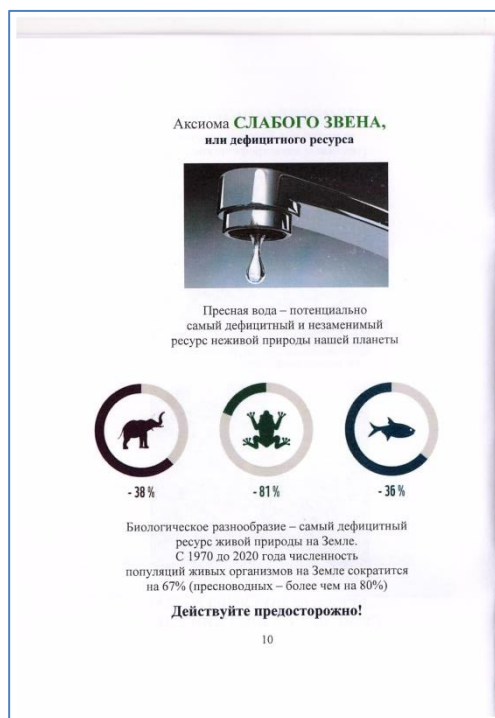 Аксиома СЛАБОГО ЗВЕНА,
или дефицитного ресурса
Пресная вода – потенциально
самый дефицитный и незаменимый
ресурс неживой природы нашей планеты
- 38 %
- 81 %
- 36 %
Биологическое разнообразие – самый дефицитный
ресурс живой природы на Земле.
С 1970 до 2020 года численность
популяций живых организмов на Земле сократится
на 67% (пресноводных – более чем на 80%)
Действуйте предосторожно!
10